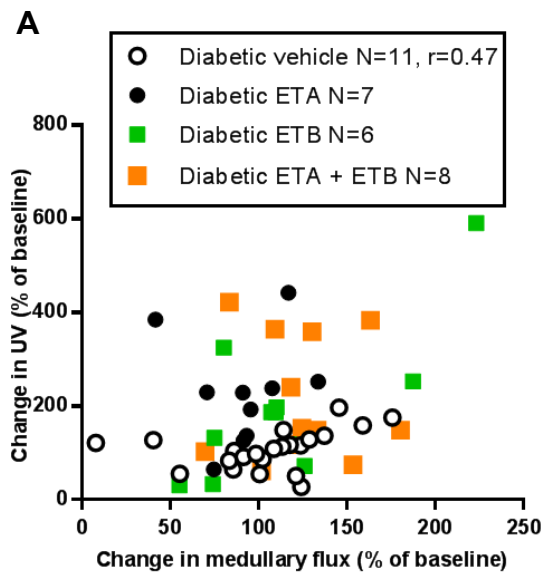 A
Diabetic vehicle N=11, r=0.47
Diabetic ETA N=7
Diabetic ETB N=6
Diabetic ETA + ETB N=8
Change in UV (% of baseline)
800
600
400
200
0
0 50 100 150 200 250
Change in medullary flux (% of baseline)